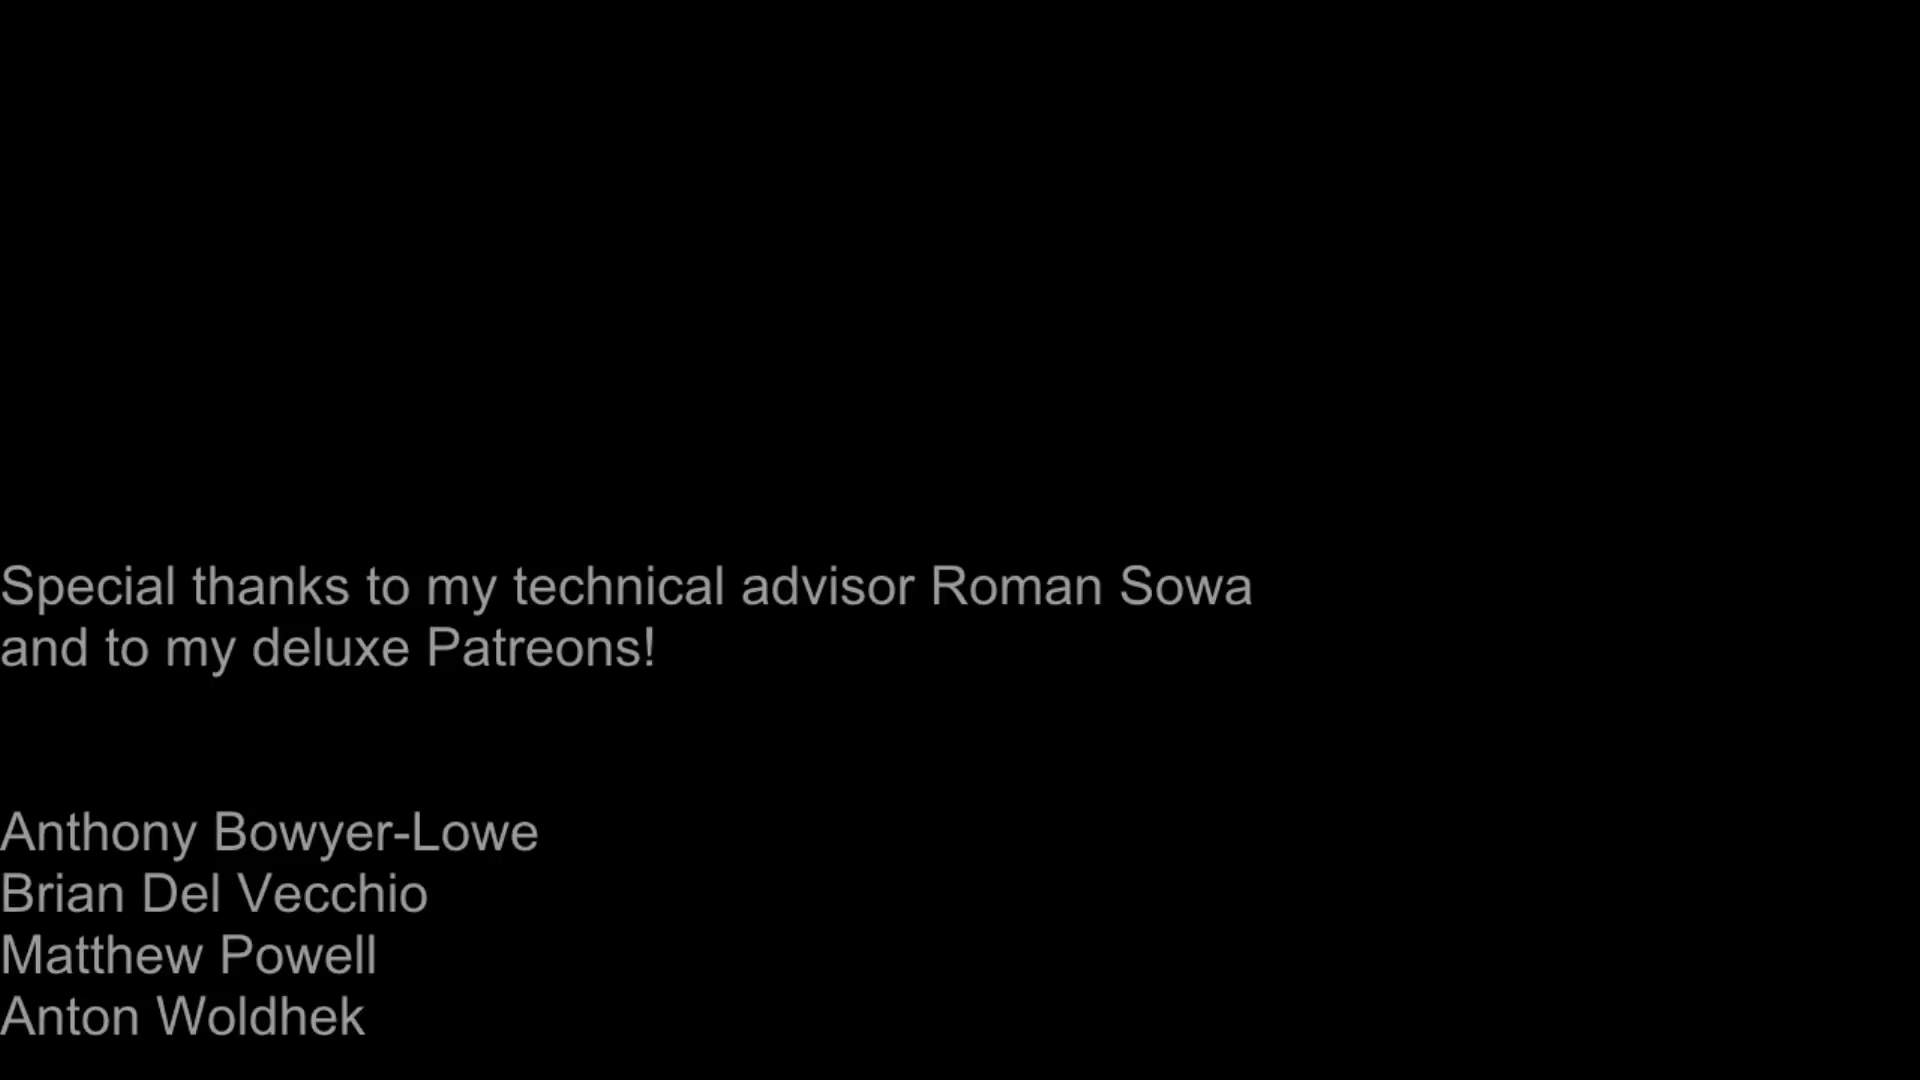 Special thanks to my technical advisor Roman Sowa
and to my deluxe Patreons!
Anthony Bowyer-Lowe
Brian Del Vecchio
Matthew Powell
Anton Woldhek